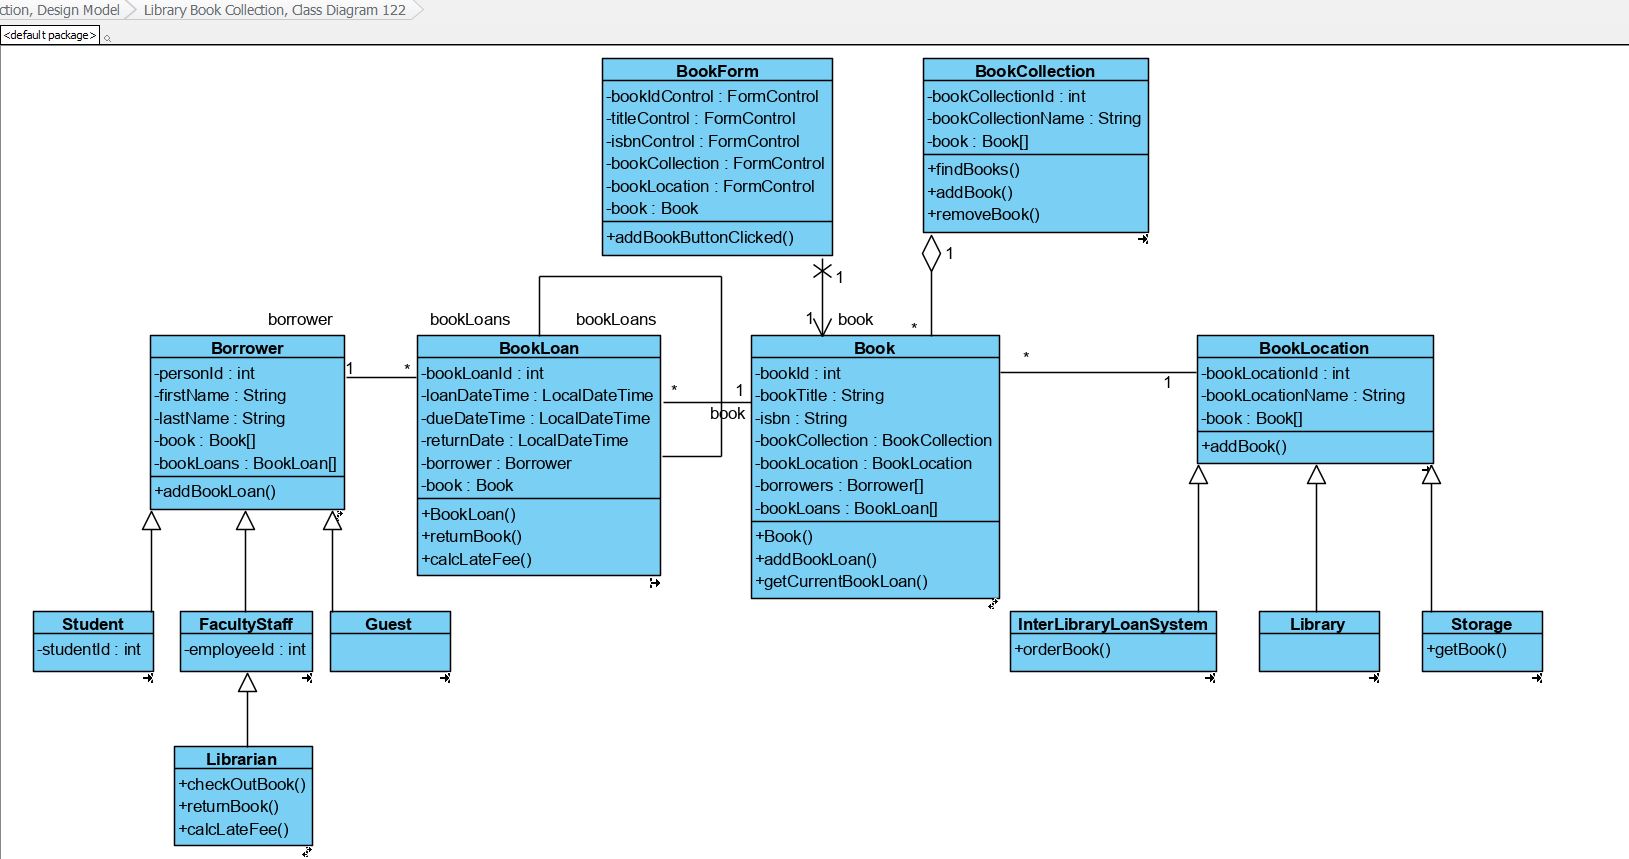 ction, Design Model
Library Book Collection, Class Diagram 122
<default package>
BookForm
-bookIdControl : FormControl
-titleControl : FormControl
-isbnControl : FormControl
-bookCollection : FormControl
-bookLocation : FormControl
-book : Book
+addBookButtonClicked()
BookCollection
-bookCollectionId : int
-bookCollectionName : String
-book : Book[]
+findBooks()
+addBook()
+removeBook()
1
1
1
book
*
borrower
bookLoans
bookLoans
Borrower
-personId : int
-firstName : String
-lastName : String
-book : Book[]
-bookLoans : BookLoan[]
+addBookLoan()
1
*
BookLoan
-bookLoanId : int
-loanDateTime : LocalDateTime
-dueDateTime : LocalDateTime
-returnDate : LocalDateTime
-borrower : Borrower
-book : Book
+BookLoan()
+returnBook()
+calcLateFee()
*
1
book
Book
-bookId : int
-bookTitle : String
-isbn : String
-bookCollection : BookCollection
-bookLocation : BookLocation
-borrowers : Borrower[]
-bookLoans : BookLoan[]
+Book()
+addBookLoan()
+getCurrentBookLoan()
*
1
BookLocation
-bookLocationId : int
-bookLocationName : String
-book : Book[]
+addBook()
Student
-studentId : int
FacultyStaff
-employeeId : int
Guest
InterLibraryLoanSystem
+orderBook()
Library
Storage
+getBook()
Librarian
+checkOutBook()
+returnBook()
+calcLateFee()